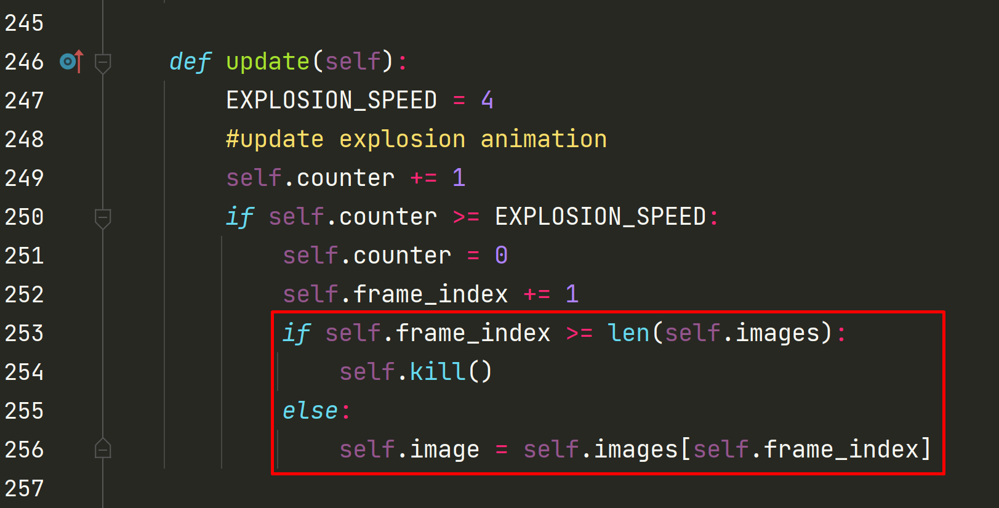 245
246 def update(self):
247 EXPLOSION_SPEED = 4
248 #update explosion animation
249 self.counter += 1
250 if self.counter >= EXPLOSION_SPEED:
251 self.counter = 0
252 self.frame_index += 1
253 if self.frame_index >= len(self.images):
254 self.kill()
255 else:
256 self.image = self.images[self.frame_index]
257